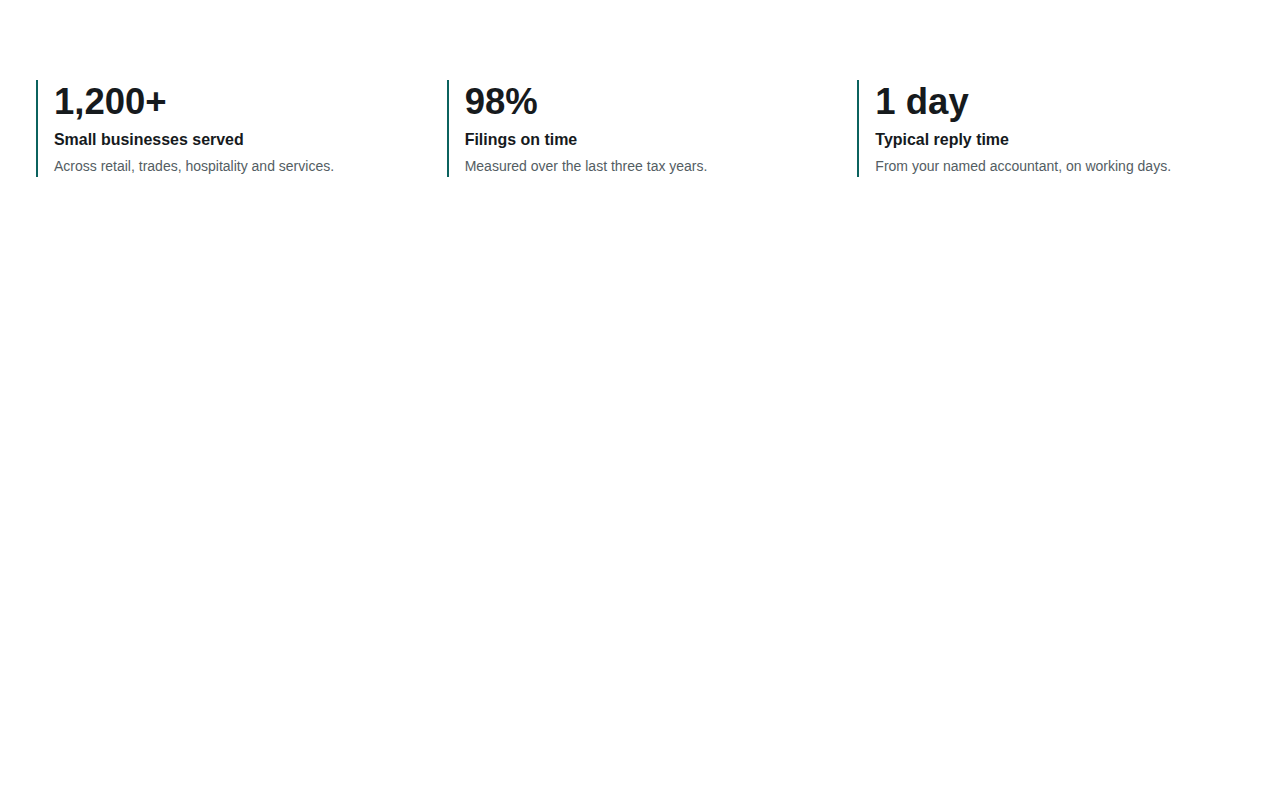 1,200+
Small businesses served
Across retail, trades, hospitality and services.
98%
Filings on time
Measured over the last three tax years.
1 day
Typical reply time
From your named accountant, on working days.